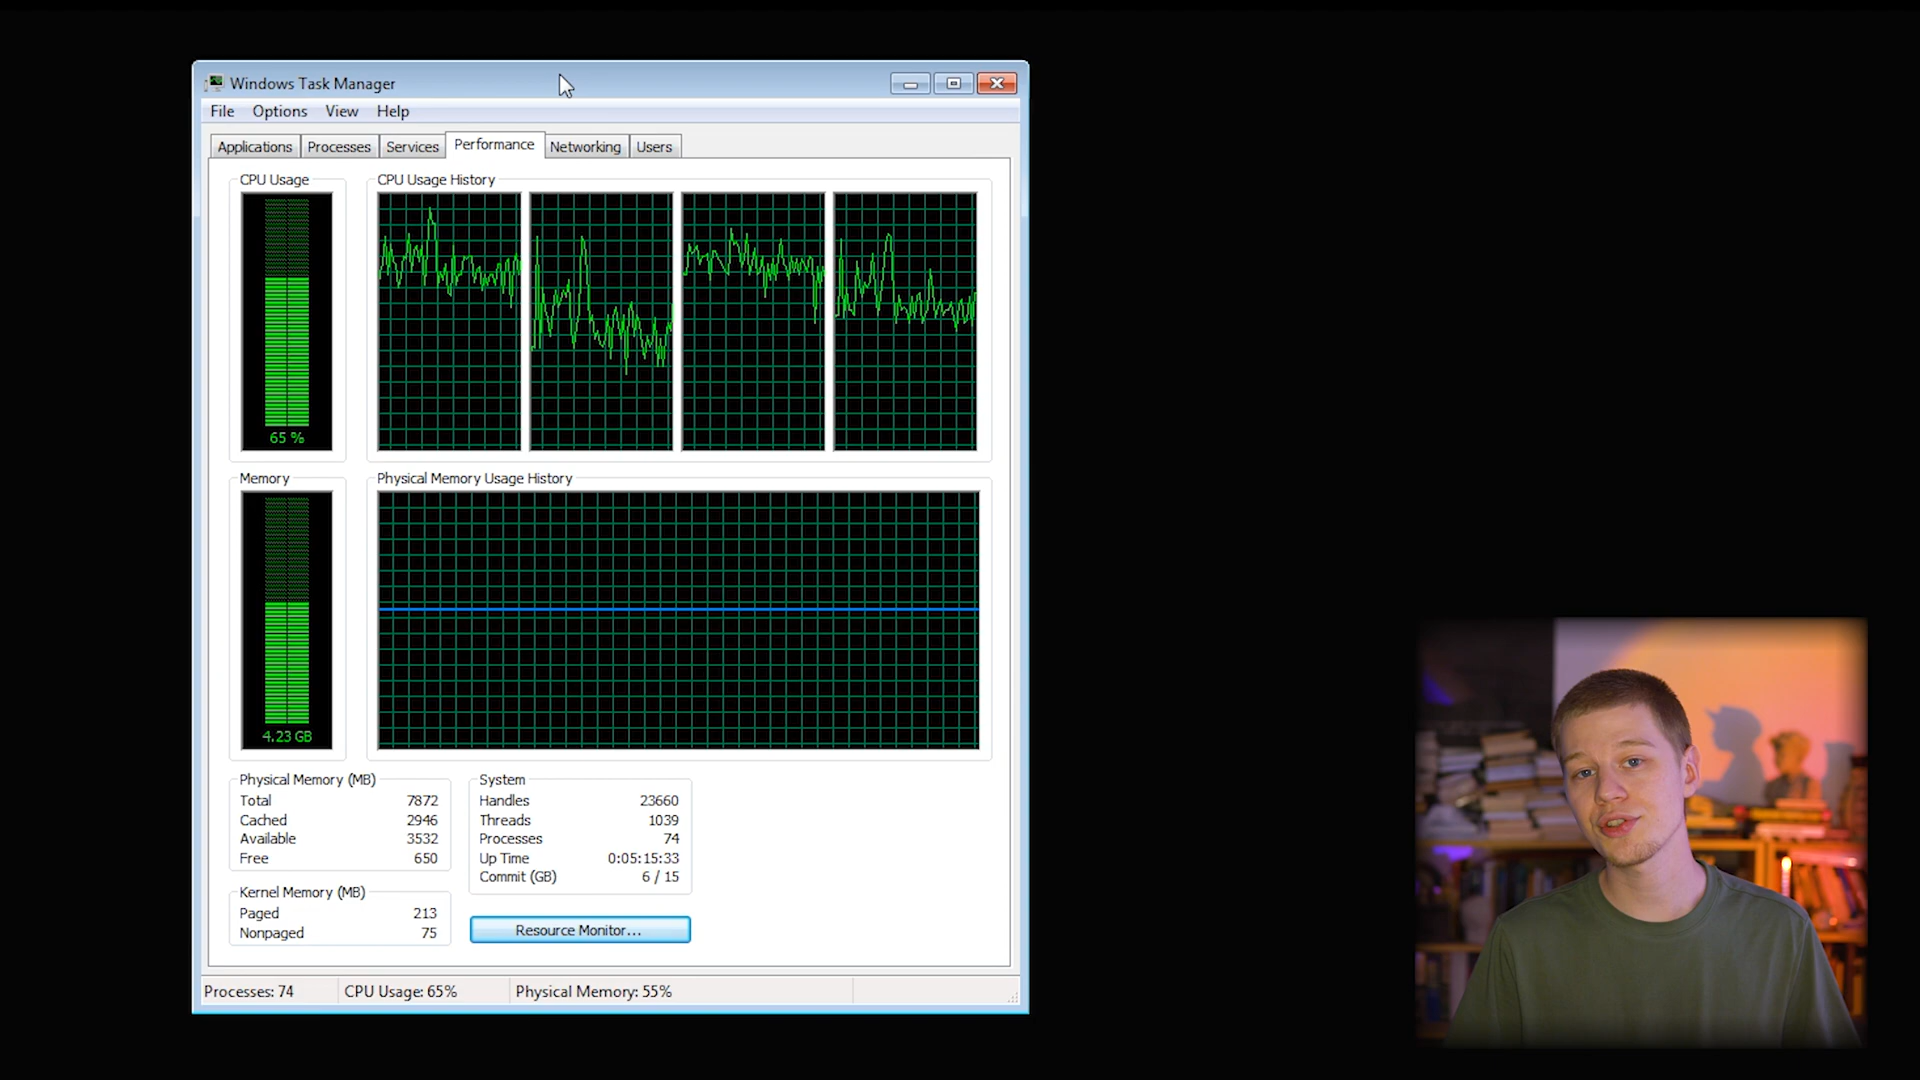 Windows Task Manager
File Options View Help
Applications Processes Services Performance Networking Users
CPU Usage
CPU Usage History
65 %
Memory
Physical Memory Usage History
4.23 GB
Physical Memory (MB)
Total 7872
Cached 2946
Available 3532
Free 650
System
Handles 23660
Threads 1039
Processes 74
Up Time 0:05:15:33
Commit (GB) 6 / 15
Kernel Memory (MB)
Paged 213
Nonpaged 75
Resource Monitor...
Processes: 74 CPU Usage: 65% Physical Memory: 55%